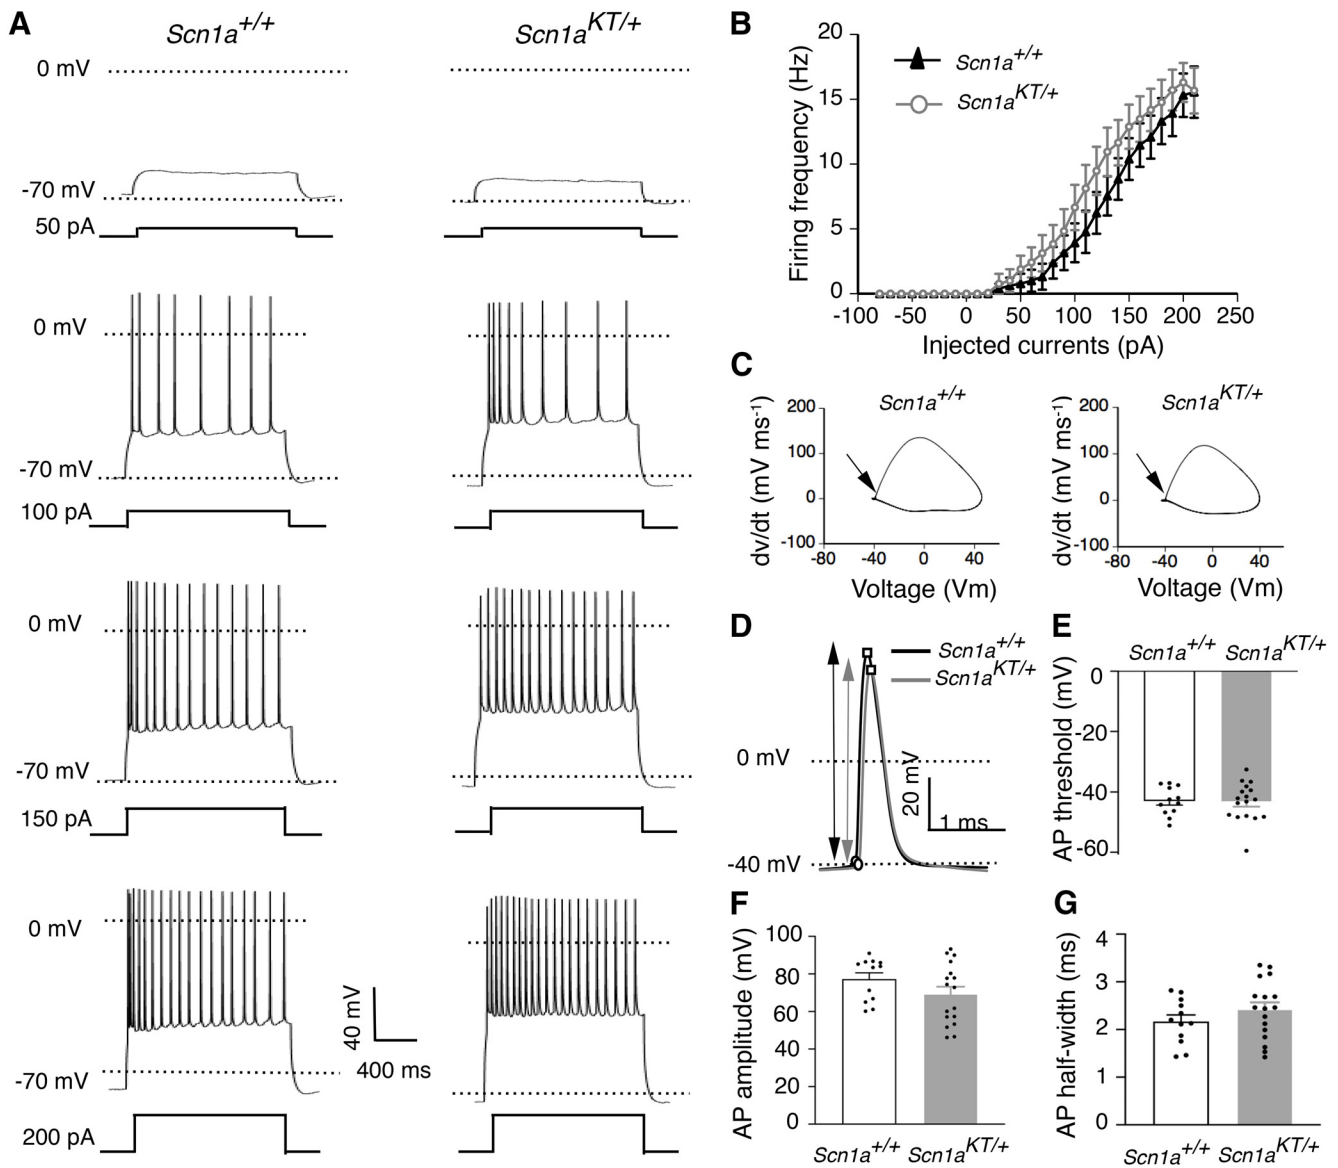 A
Scn1a+/+
Scn1aKT/+
0 mV
-70 mV
50 pA
0 mV
-70 mV
100 pA
0 mV
-70 mV
150 pA
0 mV
-70 mV
200 pA
40 mV
400 ms
B
Firing frequency (Hz)
20
15
10
5
0
Scn1a+/+
Scn1aKT/+
-100 -50 0 50 100 150 200 250
Injected currents (pA)
C
dv/dt (mV ms-1)
Scn1a+/+
200
100
0
-100
-80 -40 0 40
Voltage (Vm)
dv/dt (mV ms-1)
Scn1aKT/+
200
100
0
-100
-80 -40 0 40
Voltage (Vm)
D
Scn1a+/+
Scn1aKT/+
0 mV
-40 mV
20 mV
1 ms
E
Scn1a+/+ Scn1aKT/+
AP threshold (mV)
0
-20
-40
-60
F
AP amplitude (mV)
100
80
60
40
20
0
Scn1a+/+ Scn1aKT/+
G
AP half-width (ms)
4
3
2
1
0
Scn1a+/+ Scn1aKT/+